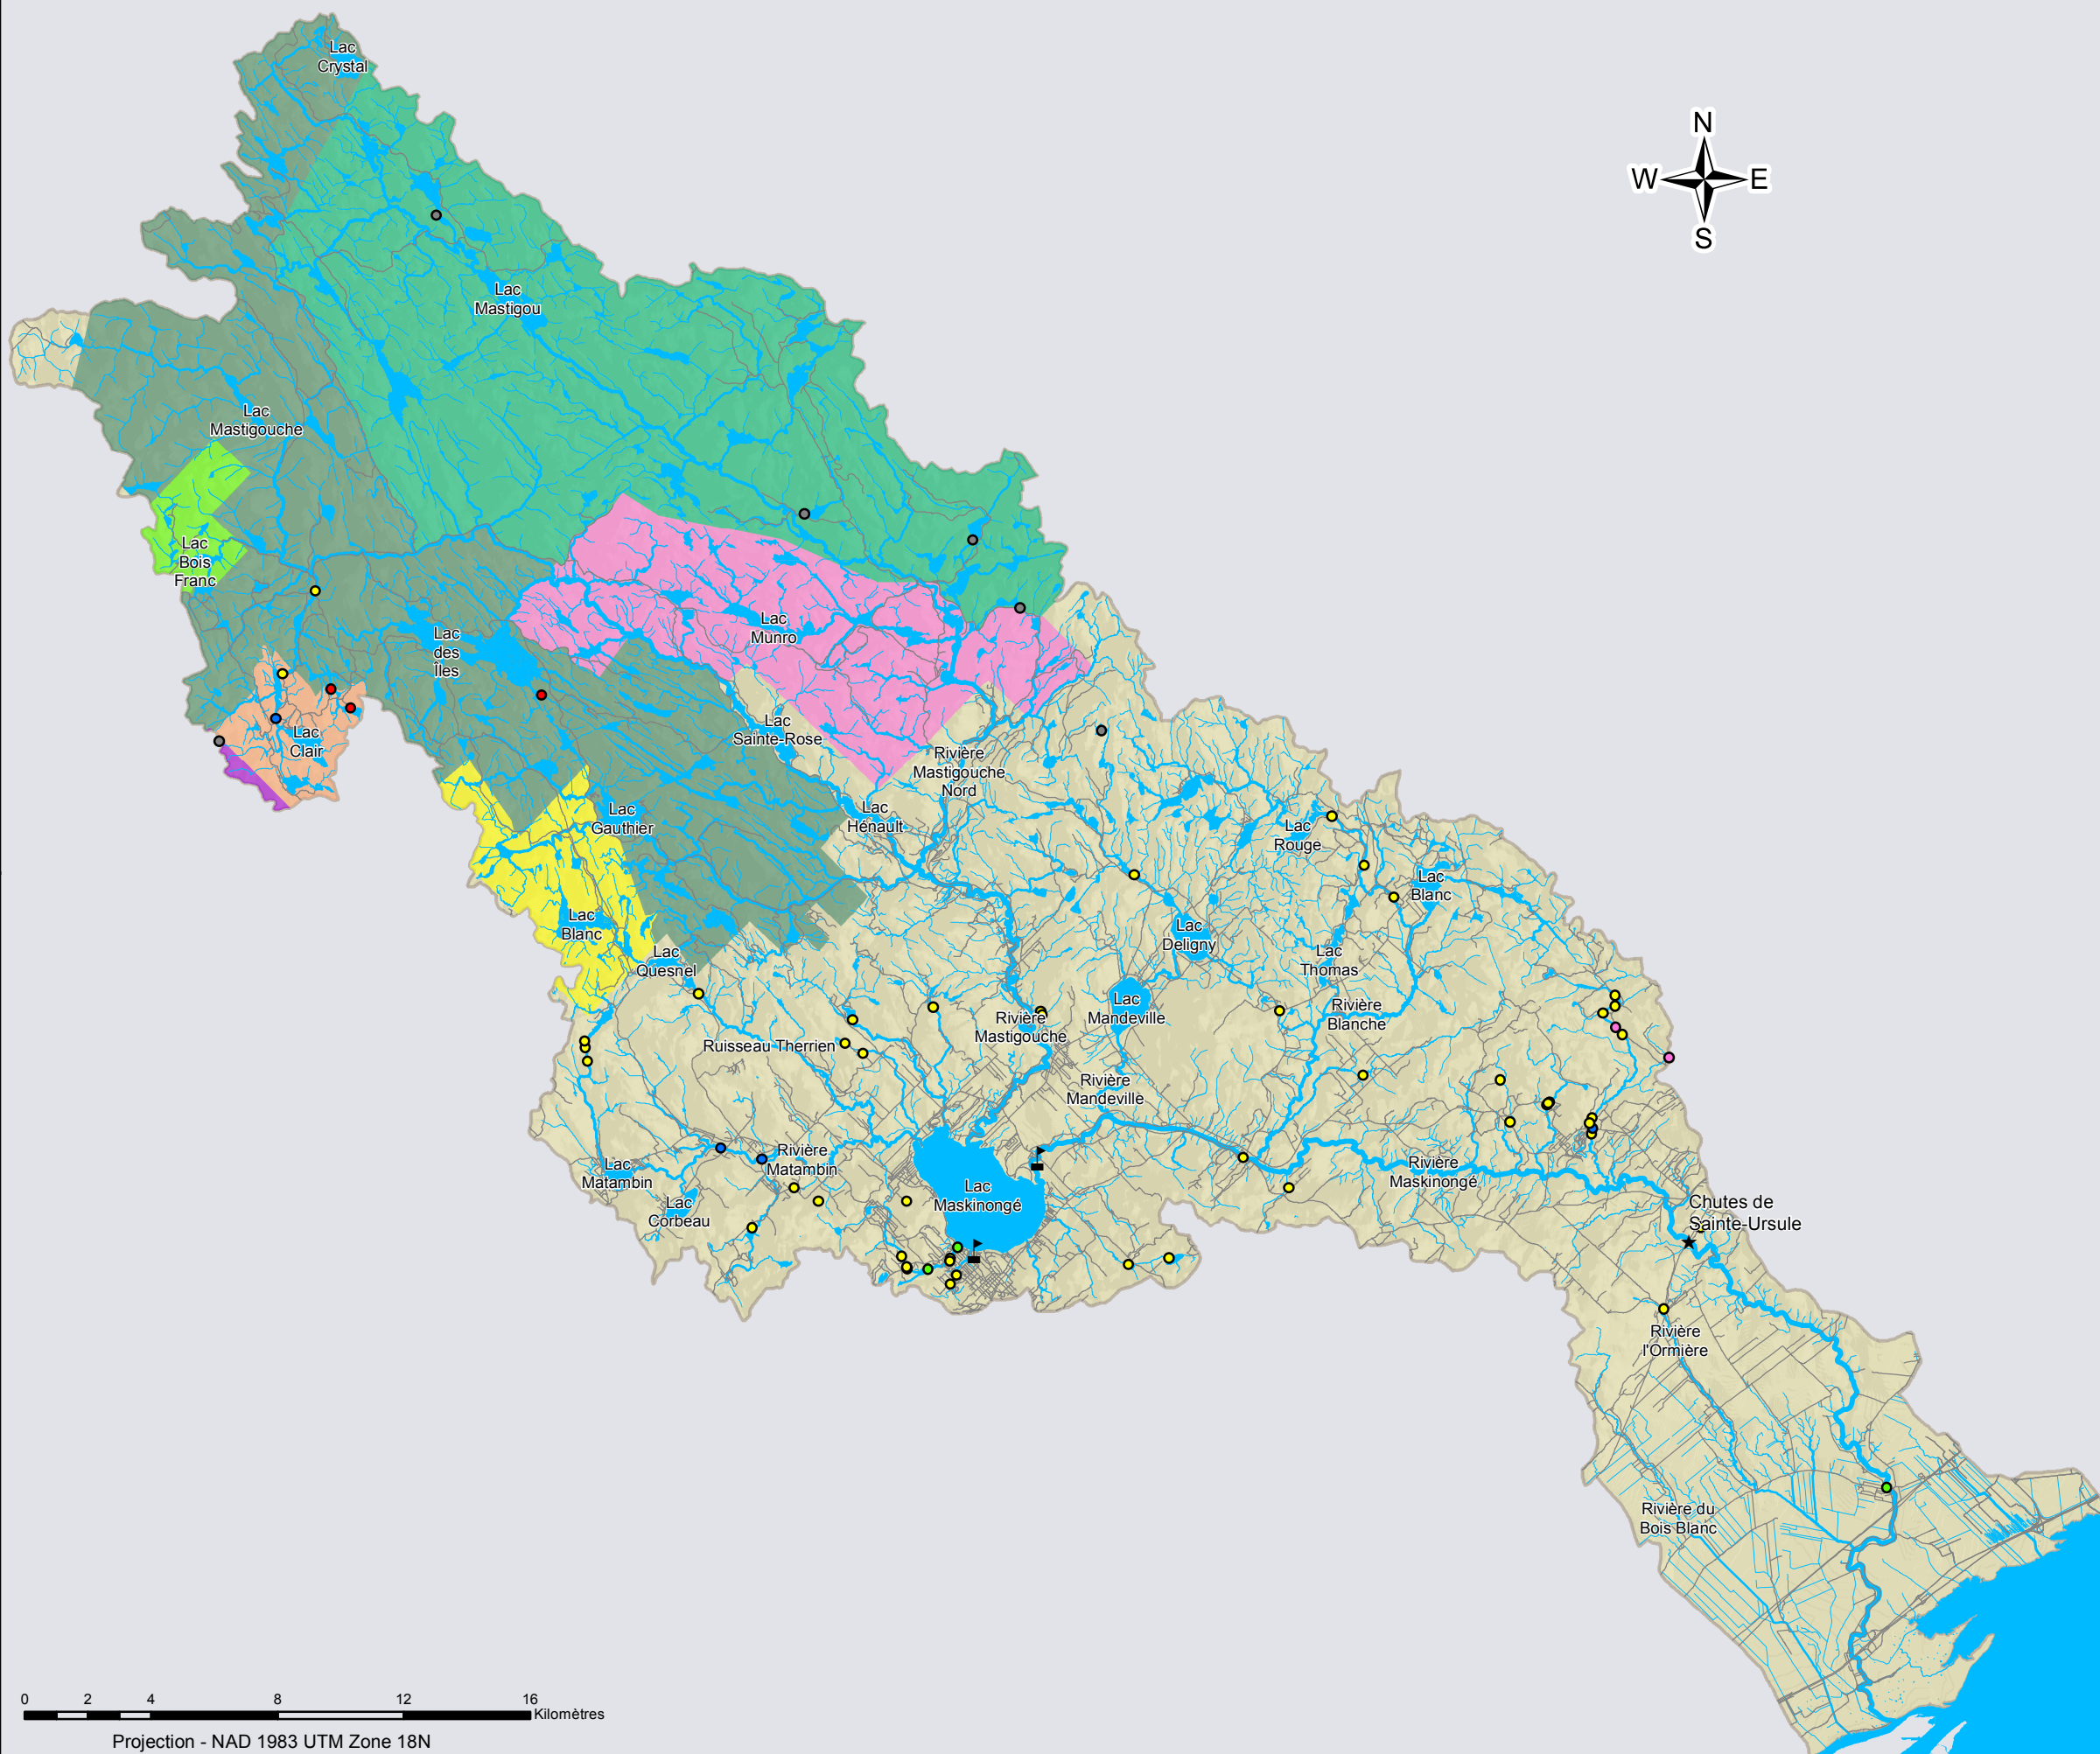 Lac
Crystal
N
W
E
S
Lac
Mastigou
Lac
Mastigouche
Lac
Bois
Franc
Lac
des
Îles
Lac
Munro
Lac
Clair
Lac
Sainte-Rose
Rivière
Mastigouche
Nord
Lac
Gauthier
Lac
Hénault
Lac
Rouge
Lac
Blanc
Lac
Blanc
Lac
Quesnel
Lac
Deligny
Lac
Thomas
Lac
Mandeville
Rivière
Blanche
Rivière
Mastigouche
Ruisseau Therrien
Rivière
Mandeville
Rivière
Matambin
Lac
Matambin
Lac
Corbeau
Lac
Maskinongé
Rivière
Maskinongé
Chutes de
Sainte-Ursule
Rivière
l'Ormière
Rivière du
Bois Blanc
0 2 4 8 12 16
Kilomètres
Projection - NAD 1983 UTM Zone 18N